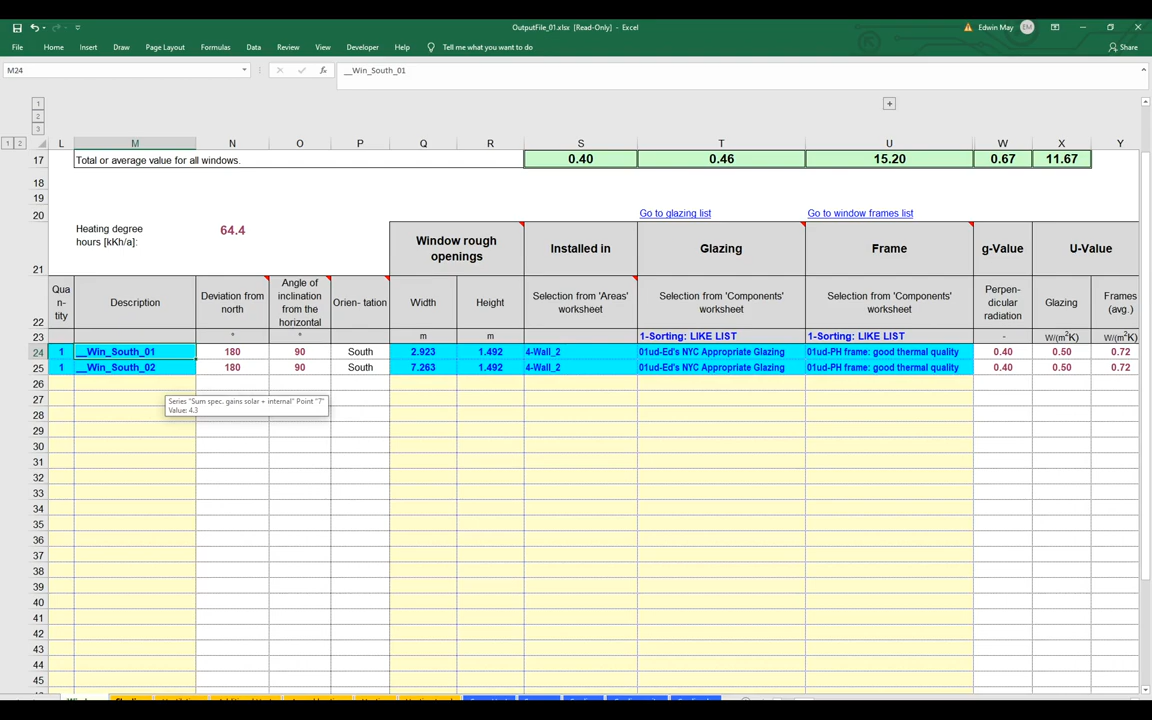 OutputFile_01.xlsx [Read-Only] - Excel
Edwin May EM
File Home Insert Draw Page Layout Formulas Data Review View Developer Help Tell me what you want to do Share
M24 fx __Win_South_01
1
2
3
1 2 L M N O P Q R S T U W X Y
17 Total or average value for all windows. 0.40 0.46 15.20 0.67 11.67
18
19
20 Go to glazing list Go to window frames list
21 Heating degree hours [kKh/a]: 64.4 Window rough openings Installed in Glazing Frame g-Value U-Value
22 Qua n- tity Description Deviation from north Angle of inclination from the horizontal Orien- tation Width Height Selection from 'Areas' worksheet Selection from 'Components' worksheet Selection from 'Components' worksheet Perpen- dicular radiation Glazing Frames (avg.)
23 ° ° m m 1-Sorting: LIKE LIST 1-Sorting: LIKE LIST - W/(m²K) W/(m²K)
24 1 __Win_South_01 180 90 South 2.923 1.492 4-Wall_2 01ud-Ed's NYC Appropriate Glazing 01ud-PH frame: good thermal quality 0.40 0.50 0.72
25 1 __Win_South_02 180 90 South 7.263 1.492 4-Wall_2 01ud-Ed's NYC Appropriate Glazing 01ud-PH frame: good thermal quality 0.40 0.50 0.72
26
27
Series "Sum spec. gains solar + internal" Point "7"
Value: 4.3
28
29
30
31
32
33
34
35
36
37
38
39
40
41
42
43
44
45